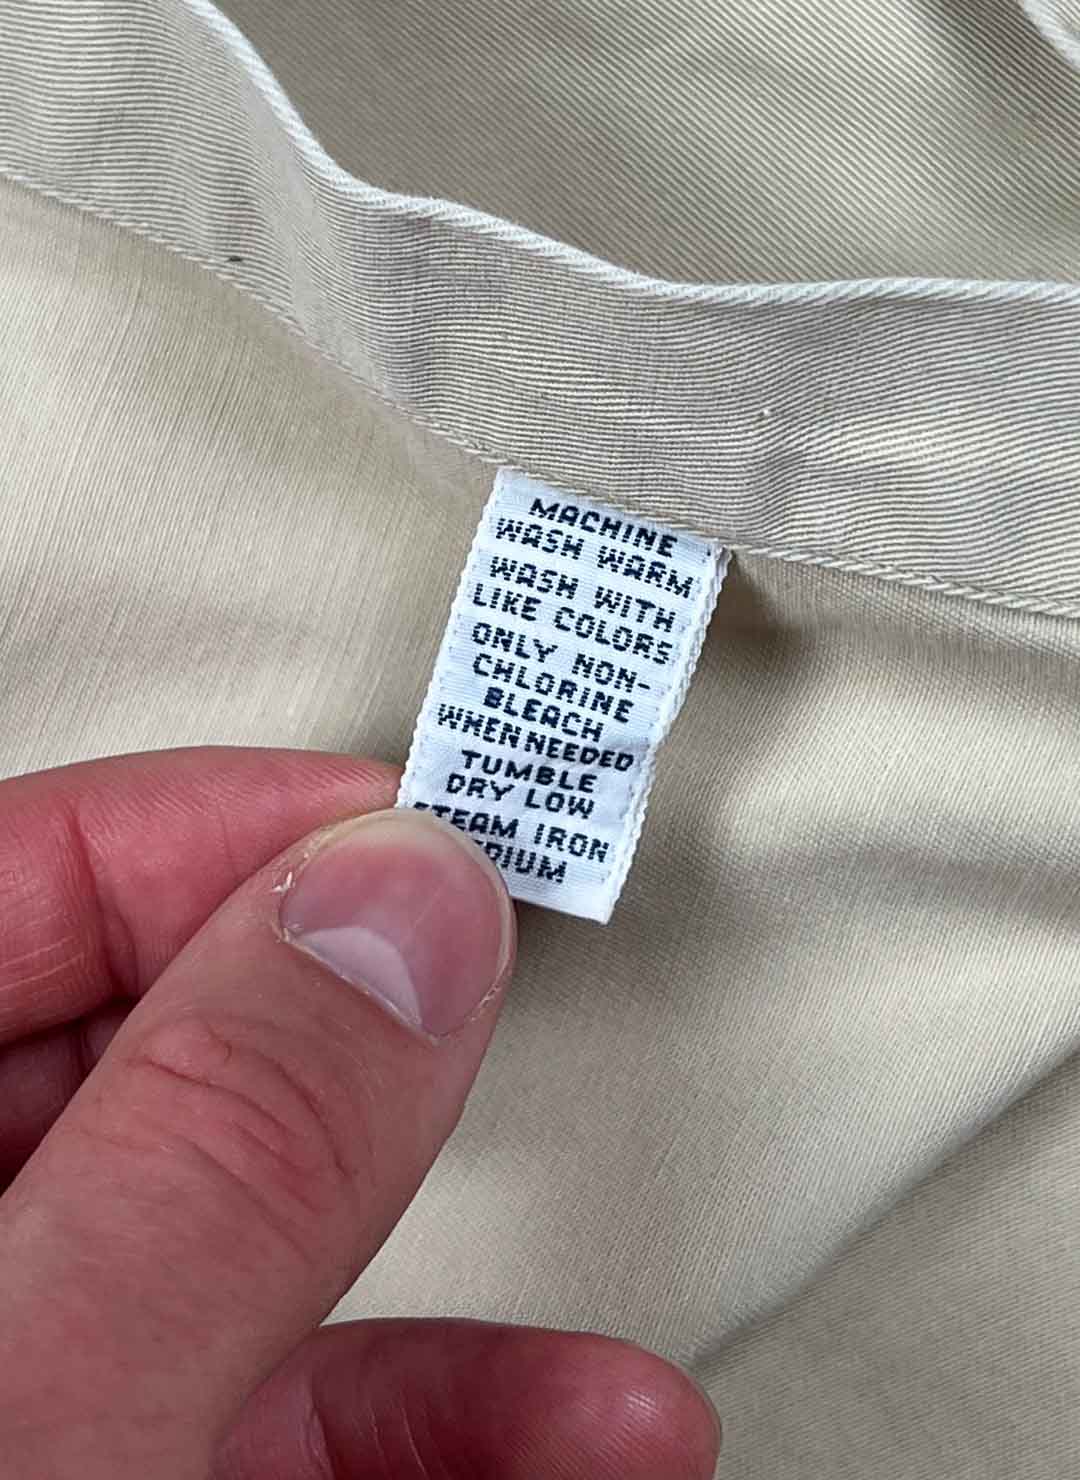 MACHINE
WASH WARM
WASH WITH
LIKE COLORS
ONLY NON-
CHLORINE
BLEACH
WHEN NEEDED
TUMBLE
DRY LOW
STEAM IRON